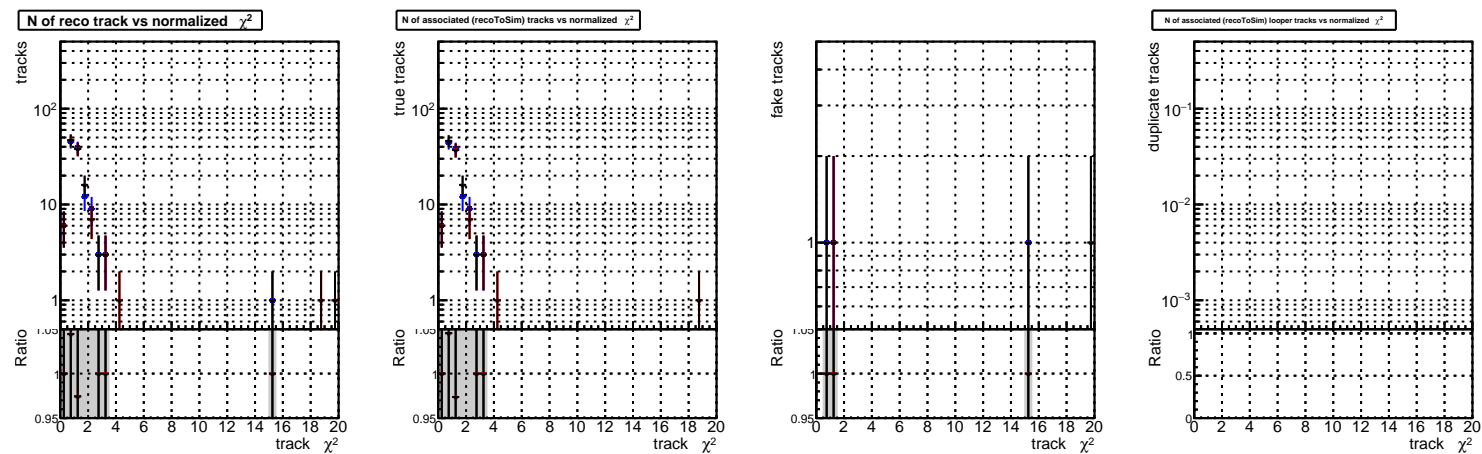 N of reco track vs normalized χ²
tracks
10²
10
1
1.05
Ratio
1
0.95
0 2 4 6 8 10 12 14 16 18 20
track χ²
N of associated (recoToSim) tracks vs normalized χ²
true tracks
10²
10
1
1.05
Ratio
1
0.95
0 2 4 6 8 10 12 14 16 18 20
track χ²
fake tracks
1
1.05
Ratio
1
0.95
0 2 4 6 8 10 12 14 16 18 20
track χ²
N of associated (recoToSim) looper tracks vs normalized χ²
duplicate tracks
10⁻¹
10⁻²
10⁻³
Ratio
1
0.5
0
0 2 4 6 8 10 12 14 16 18 20
track χ²